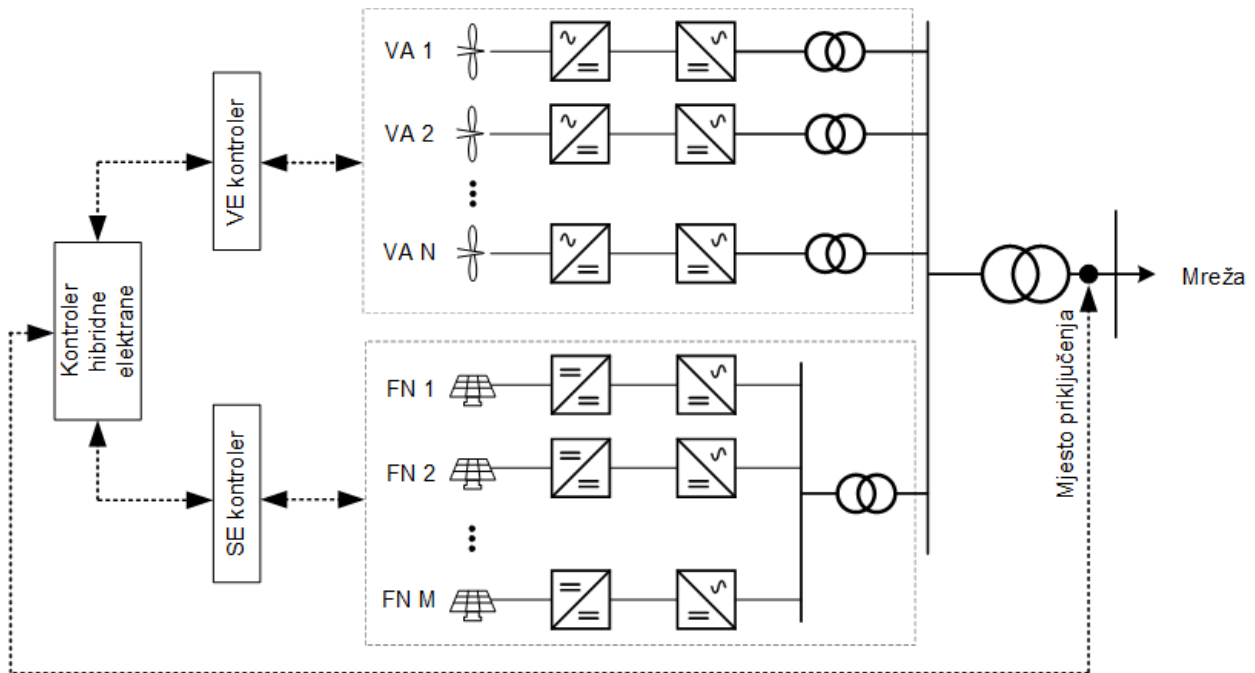 VA 1
VA 2
VA N
VE kontroler
Kontroler
hibridne
elektrane
SE kontroler
FN 1
FN 2
FN M
Mjesto priključenja
Mreža